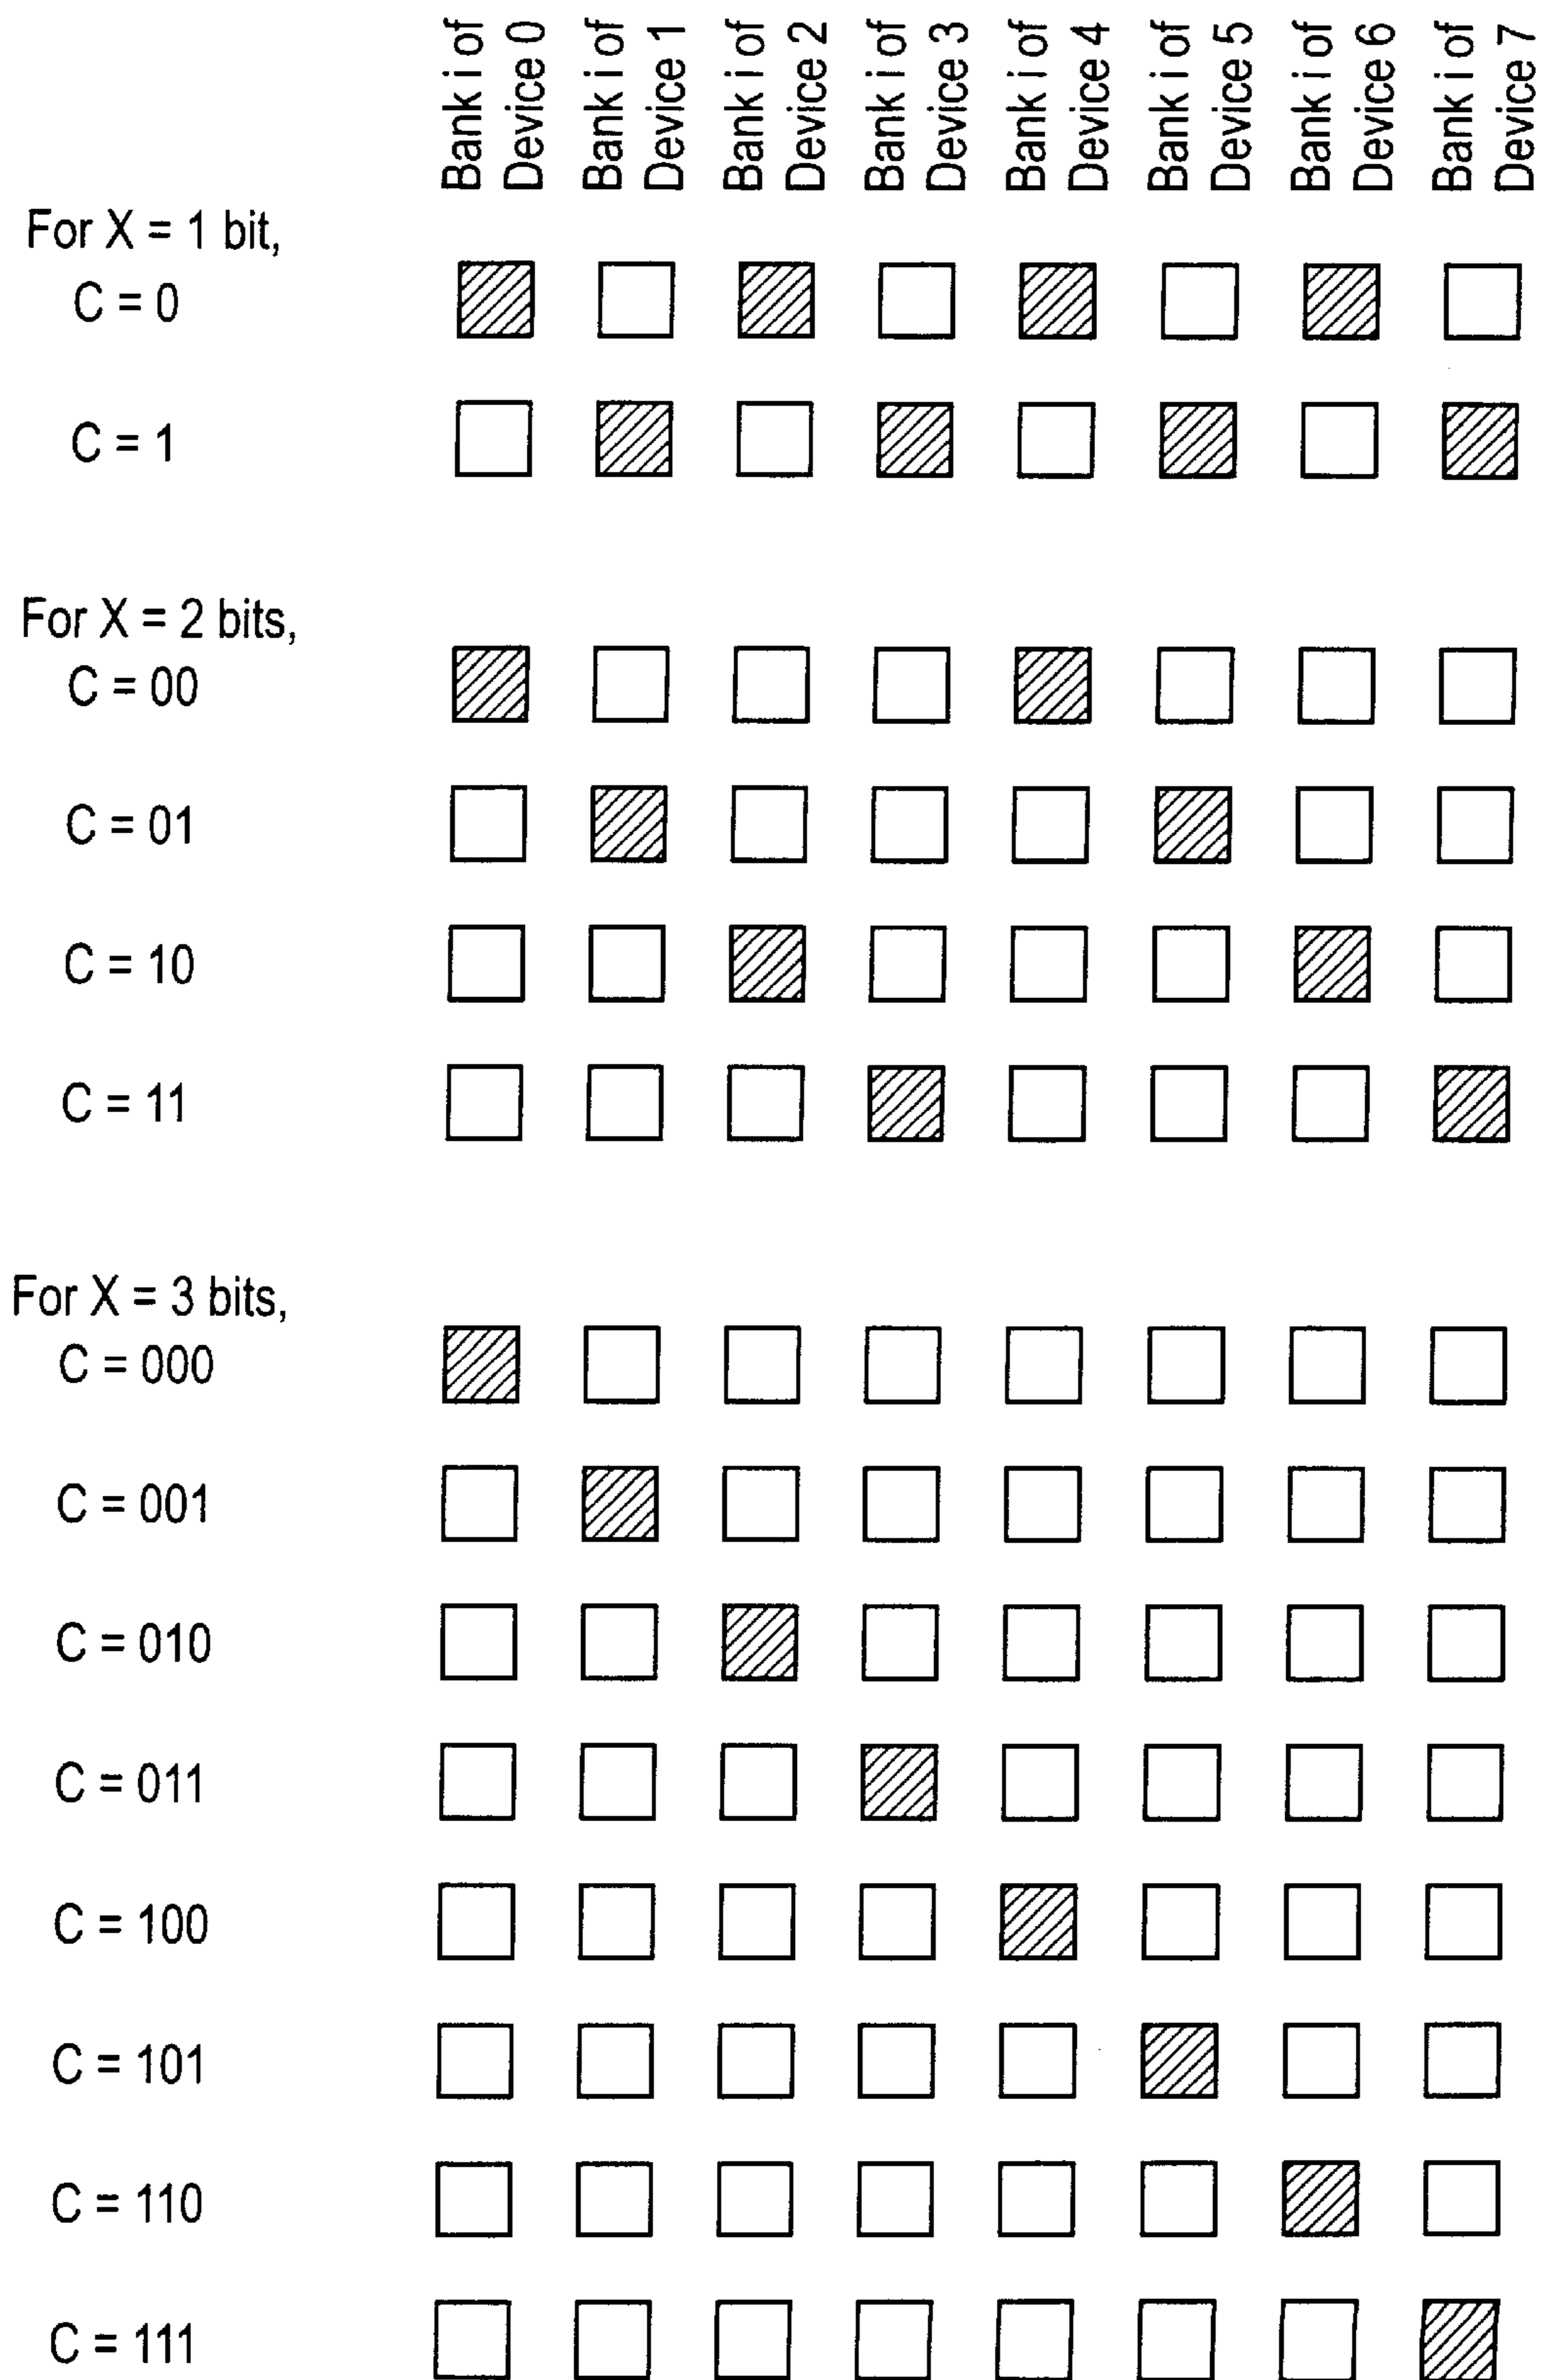 Bank i of
Device 0
Bank i of
Device 1
Bank i of
Device 2
Bank i of
Device 3
Bank i of
Device 4
Bank i of
Device 5
Bank i of
Device 6
Bank i of
Device 7
For X = 1 bit,
C = 0
C = 1
For X = 2 bits,
C = 00
C = 01
C = 10
C = 11
For X = 3 bits,
C = 000
C = 001
C = 010
C = 011
C = 100
C = 101
C = 110
C = 111